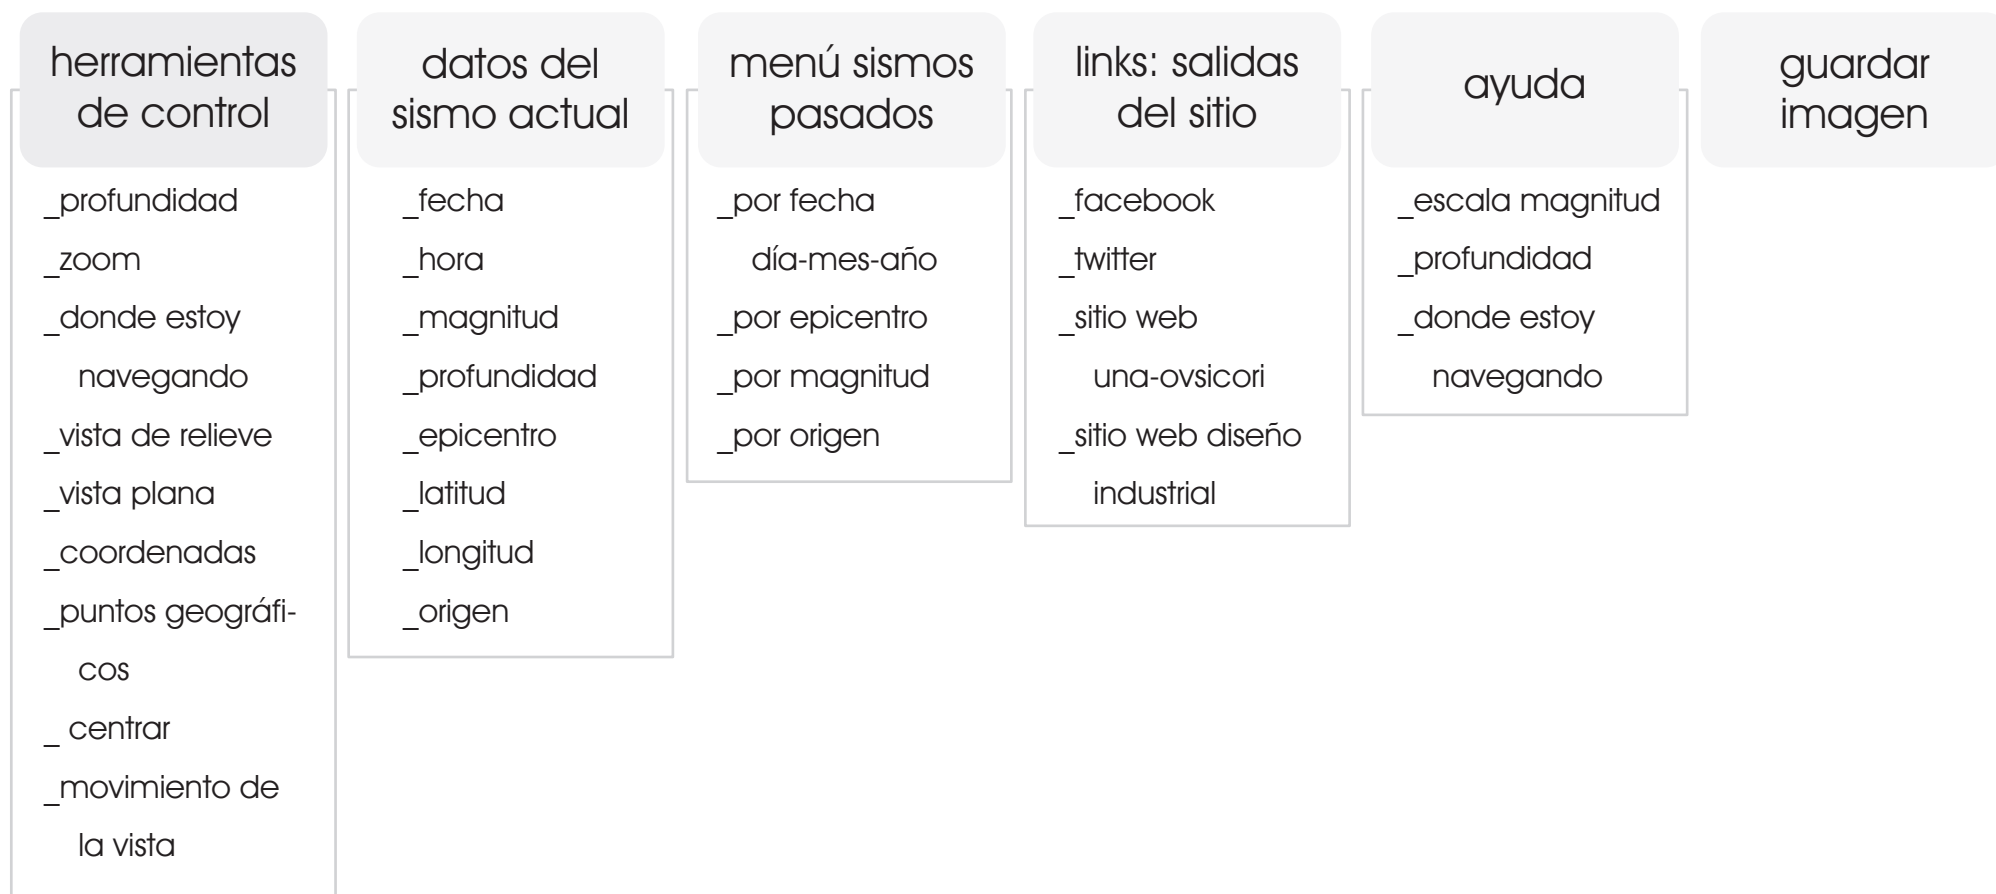 herramientas
de control
_profundidad
_zoom
_donde estoy
navegando
_vista de relieve
_vista plana
_coordenadas
_puntos geográfi-
cos
_ centrar
_movimiento de
la vista
datos del
sismo actual
_fecha
_hora
_magnitud
_profundidad
_epicentro
_latitud
_longitud
_origen
menú sismos
pasados
_por fecha
día-mes-año
_por epicentro
_por magnitud
_por origen
links: salidas
del sitio
_facebook
_twitter
_sitio web
una-ovsicori
_sitio web diseño
industrial
ayuda
_escala magnitud
_profundidad
_donde estoy
navegando
guardar
imagen